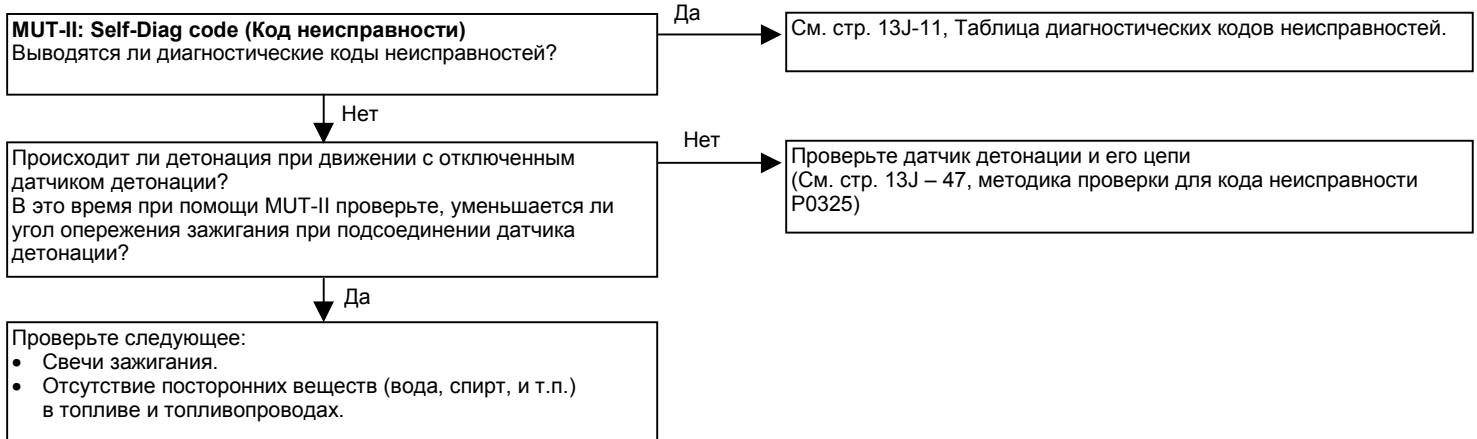 MUT-II: Self-Diag code (Код неисправности)
Выводятся ли диагностические коды неисправностей?
Да
См. стр. 13J-11, Таблица диагностических кодов неисправностей.
Нет
Происходит ли детонация при движении с отключенным
датчиком детонации?
В это время при помощи MUT-II проверьте, уменьшается ли
угол опережения зажигания при подсоединении датчика
детонации?
Нет
Проверьте датчик детонации и его цепи
(См. стр. 13J – 47, методика проверки для кода неисправности
P0325)
Да
Проверьте следующее:
• Свечи зажигания.
• Отсутствие посторонних веществ (вода, спирт, и т.п.)
в топливе и топливопроводах.